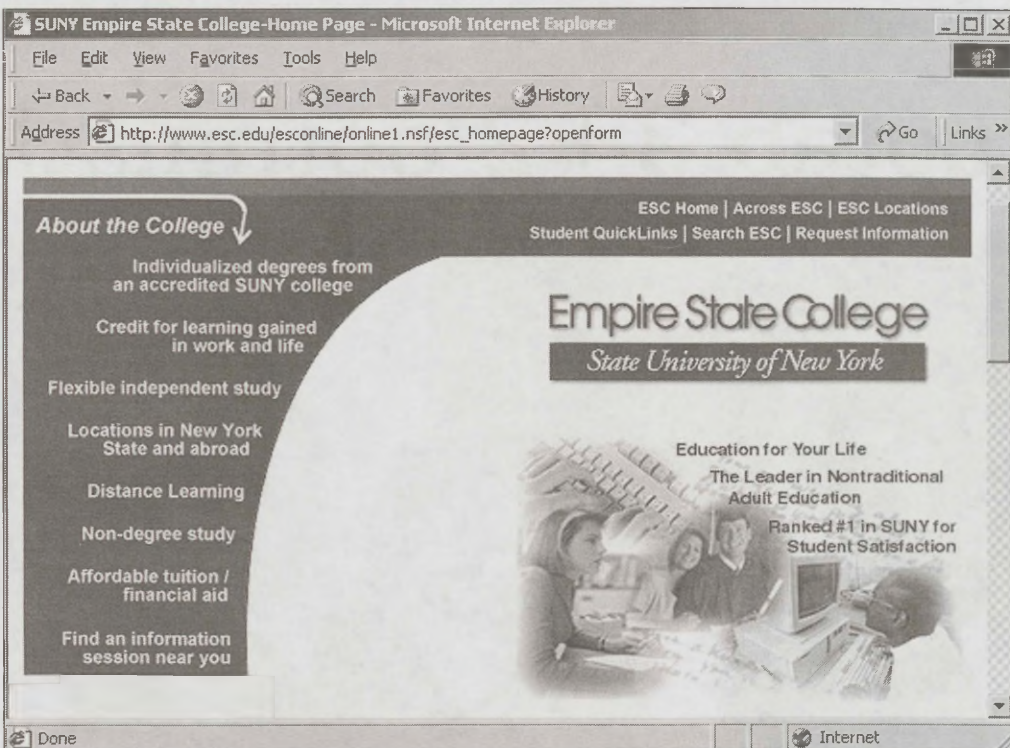 SUNY Empire State College-Home Page - Microsoft Internet Explorer
File Edit View Favorites Tools Help
Back Search Favorites History
Address http://www.esc.edu/esconline/online1.nsf/esc_homepage?openform Go Links »
About the College
ESC Home | Across ESC | ESC Locations
Student QuickLinks | Search ESC | Request Information
Individualized degrees from
an accredited SUNY college
Credit for learning gained
in work and life
Flexible independent study
Locations in New York
State and abroad
Distance Learning
Non-degree study
Affordable tuition /
financial aid
Find an information
session near you
Empire State College
State University of New York
Education for Your Life
The Leader in Nontraditional
Adult Education
Ranked #1 in SUNY for
Student Satisfaction
Done Internet